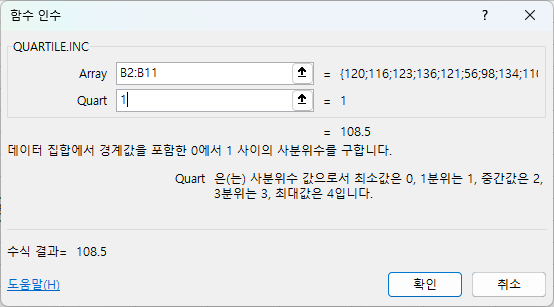 함수 인수
? ×
QUARTILE.INC
Array B2:B11 = {120;116;123;136;121;56;98;134;110
Quart 1 = 1
= 108.5
데이터 집합에서 경계값을 포함한 0에서 1 사이의 사분위수를 구합니다.
Quart 은(는) 사분위수 값으로서 최소값은 0, 1분위는 1, 중간값은 2,
3분위는 3, 최대값은 4입니다.
수식 결과= 108.5
도움말(H)
확인 취소